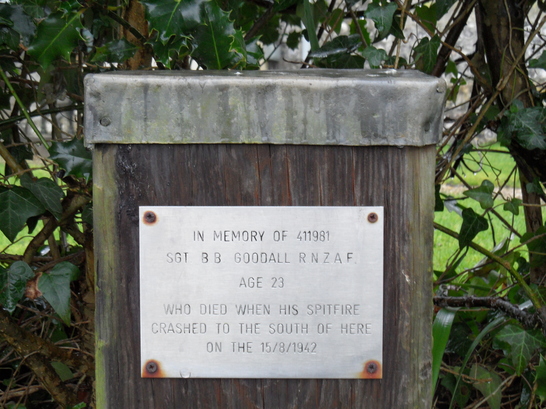 IN MEMORY OF 411981
SGT B.B. GOODALL R.N.Z.A.F.
AGE 23
WHO DIED WHEN HIS SPITFIRE
CRASHED TO THE SOUTH OF HERE
ON THE 15/8/1942